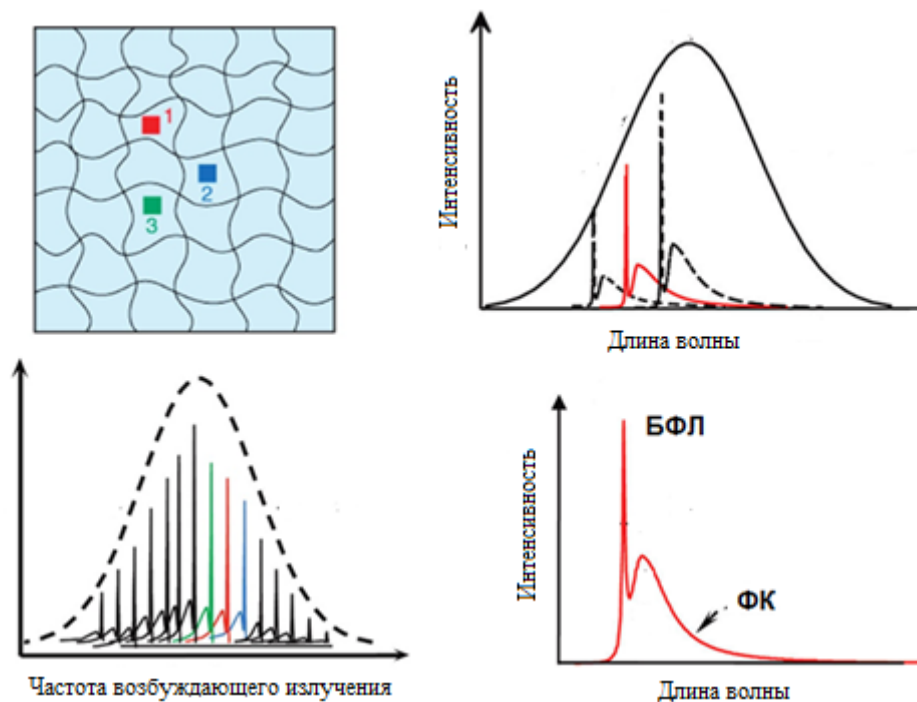 1
2
3
Интенсивность
Длина волны
Частота возбуждающего излучения
БФЛ
ФК
Интенсивность
Длина волны